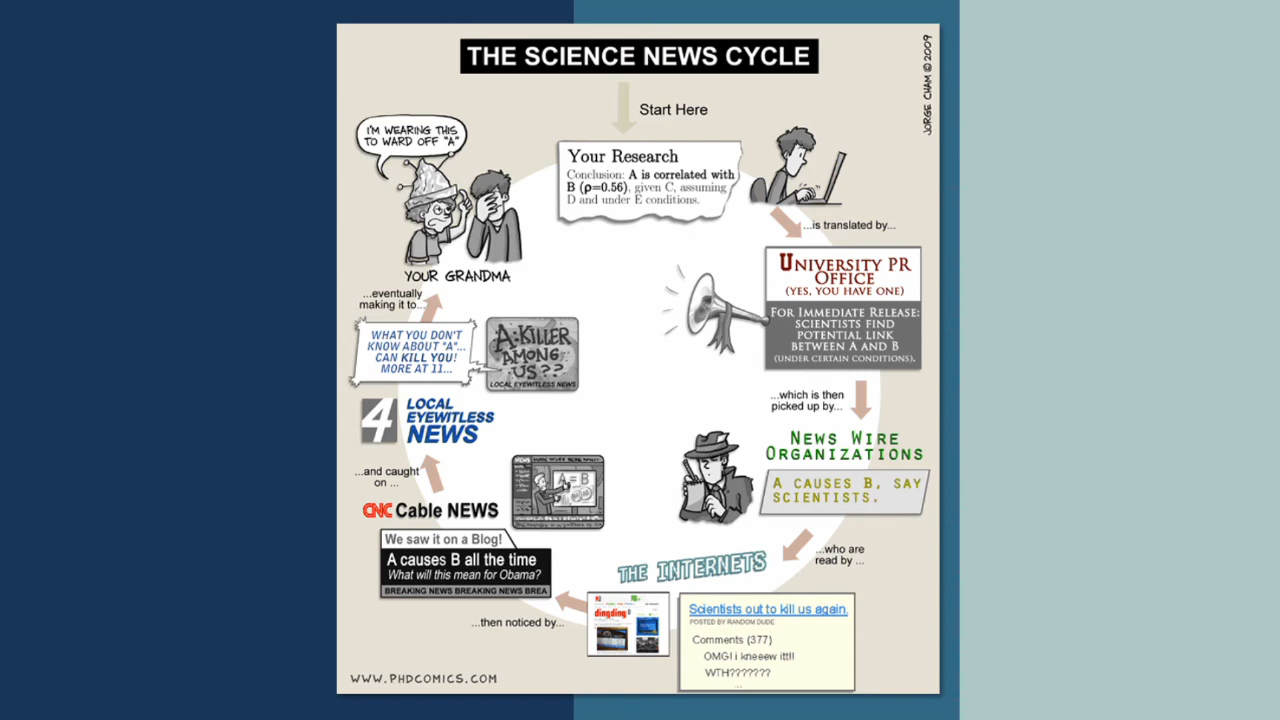 THE SCIENCE NEWS CYCLE
JORGE CHAM © 2009
Start Here
Your Research
Conclusion: A is correlated with
B (ρ=0.56), given C, assuming
D and under E conditions.
...is translated by...
UNIVERSITY PR
OFFICE
(YES, YOU HAVE ONE)
FOR IMMEDIATE RELEASE:
SCIENTISTS FIND
POTENTIAL LINK
BETWEEN A AND B
(UNDER CERTAIN CONDITIONS).
...which is then
picked up by...
NEWS WIRE
ORGANIZATIONS
A CAUSES B, SAY
SCIENTISTS.
...who are
read by ...
THE INTERNETS
Scientists out to kill us again.
POSTED BY RANDOM DUDE
Comments (377)
OMG! i kneeew itt!!
WTH???????
...
dingding
...then noticed by...
We saw it on a Blog!
A causes B all the time
What will this mean for Obama?
BREAKING NEWS BREAKING NEWS BREA
CNC Cable NEWS
NEWS
A=B
...and caught
on ...
4 LOCAL
EYEWITLESS
NEWS
WHAT YOU DON'T
KNOW ABOUT "A"...
CAN KILL YOU!
MORE AT 11...
A:KILLER
AMONG
US??
LOCAL EYEWITLESS NEWS
...eventually
making it to...
YOUR GRANDMA
I'M WEARING THIS
TO WARD OFF "A"
WWW.PHDCOMICS.COM